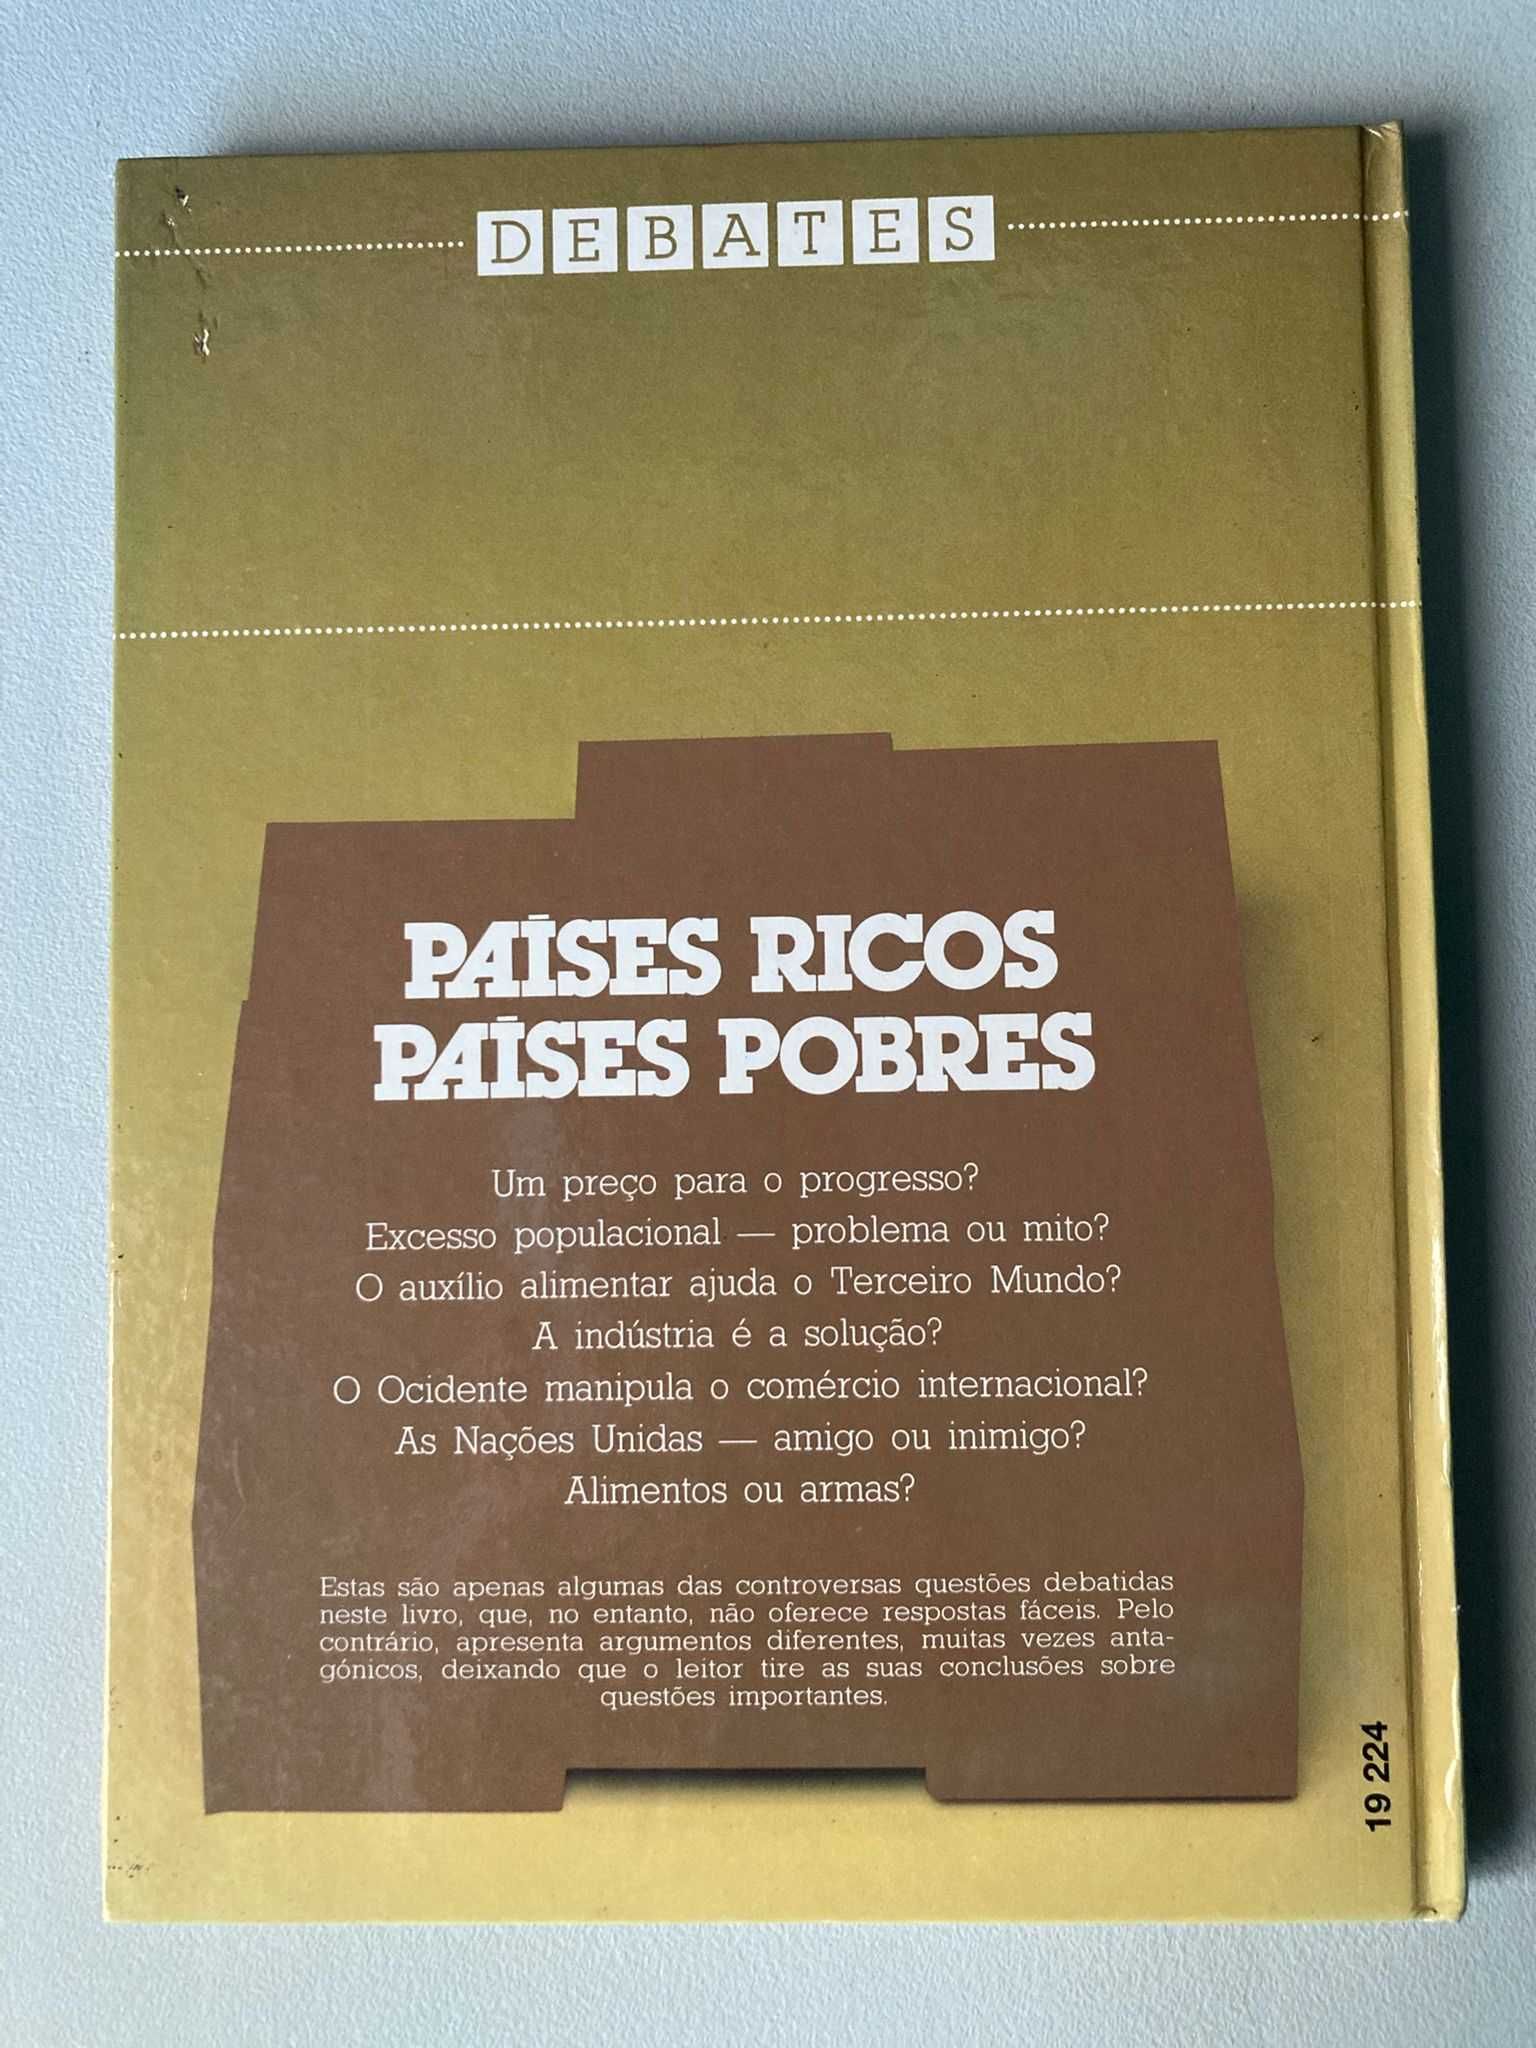 DEBATES
PAÍSES RICOS
PAÍSES POBRES
Um preço para o progresso?
Excesso populacional — problema ou mito?
O auxílio alimentar ajuda o Terceiro Mundo?
A indústria é a solução?
O Ocidente manipula o comércio internacional?
As Nações Unidas — amigo ou inimigo?
Alimentos ou armas?
Estas são apenas algumas das controversas questões debatidas
neste livro, que, no entanto, não oferece respostas fáceis. Pelo
contrário, apresenta argumentos diferentes, muitas vezes anta-
gónicos, deixando que o leitor tire as suas conclusões sobre
questões importantes.
19 224